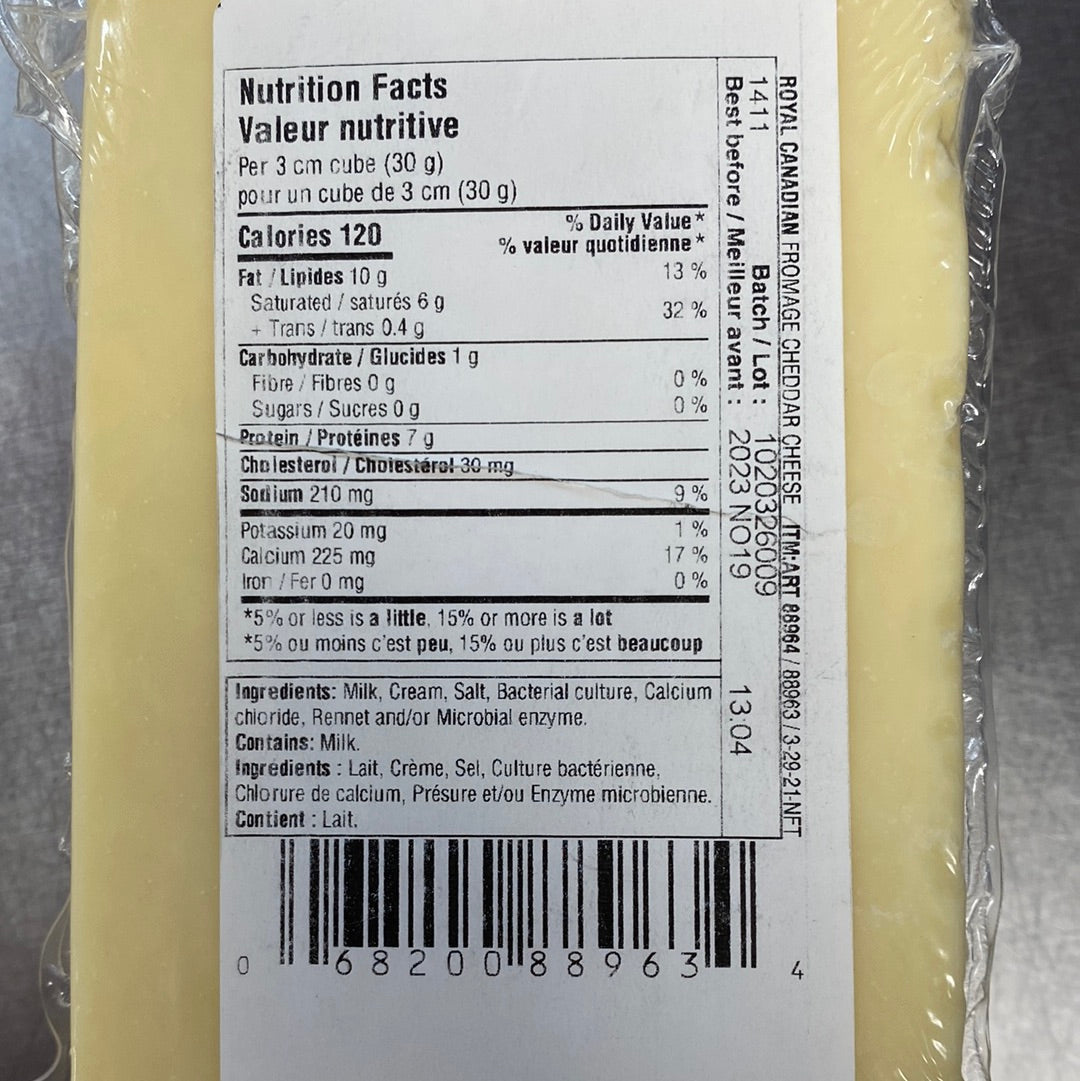 Nutrition Facts
Valeur nutritive
Per 3 cm cube (30 g)
pour un cube de 3 cm (30 g)
Calories 120
% Daily Value*
% valeur quotidienne*
Fat / Lipides 10 g 13 %
Saturated / saturés 6 g
+ Trans / trans 0.4 g
32 %
Carbohydrate / Glucides 1 g
Fibre / Fibres 0 g 0 %
Sugars / Sucres 0 g 0 %
Protein / Protéines 7 g
Cholesterol / Cholestérol 30 mg
Sodium 210 mg 9 %
Potassium 20 mg 1 %
Calcium 225 mg 17 %
Iron / Fer 0 mg 0 %
*5% or less is a little, 15% or more is a lot
*5% ou moins c'est peu, 15% ou plus c'est beaucoup
Ingredients: Milk, Cream, Salt, Bacterial culture, Calcium
chloride, Rennet and/or Microbial enzyme.
Contains: Milk.
Ingrédients : Lait, Crème, Sel, Culture bactérienne,
Chlorure de calcium, Présure et/ou Enzyme microbienne.
Contient : Lait.
ROYAL CANADIAN FROMAGE CHEDDAR CHEESE ITM:ART 88964 / 88963 / 3-29-21-NFT
1411 Batch / Lot : 1020326009
Best before / Meilleur avant : 2023 NO19 13:04
0 68200 88963 4